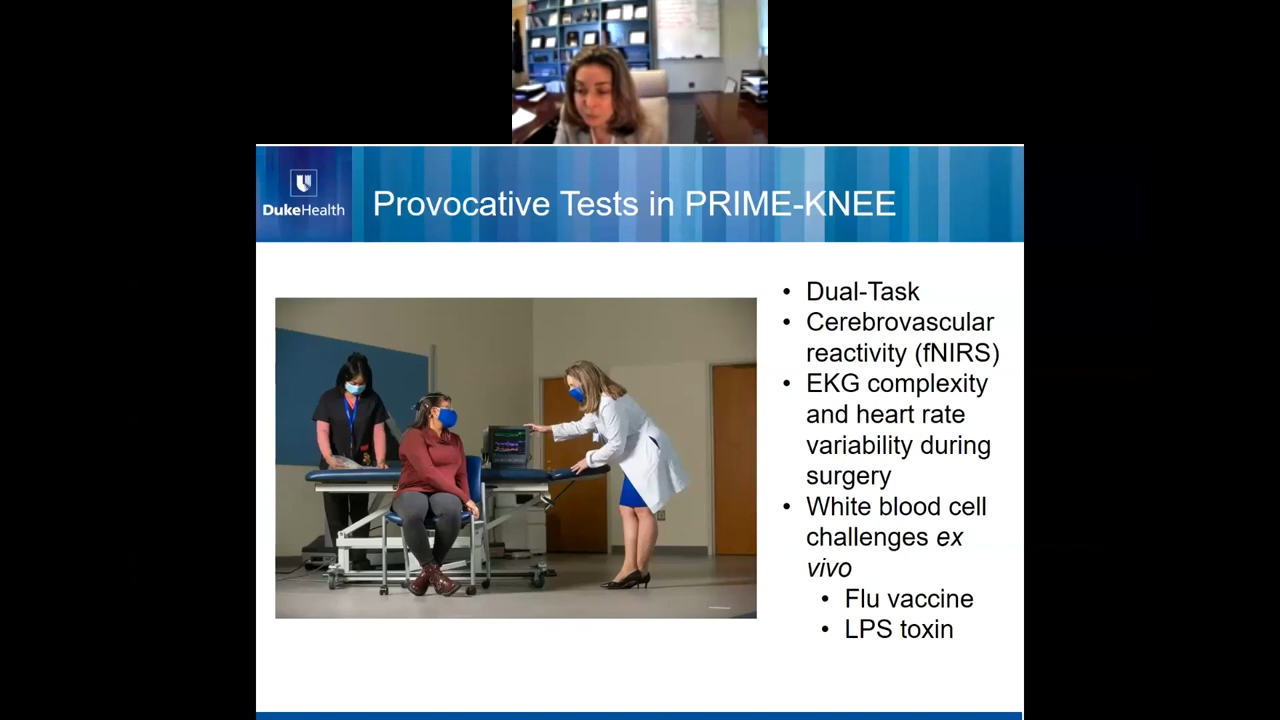 DukeHealth
Provocative Tests in PRIME-KNEE
• Dual-Task
• Cerebrovascular
reactivity (fNIRS)
• EKG complexity
and heart rate
variability during
surgery
• White blood cell
challenges ex
vivo
• Flu vaccine
• LPS toxin